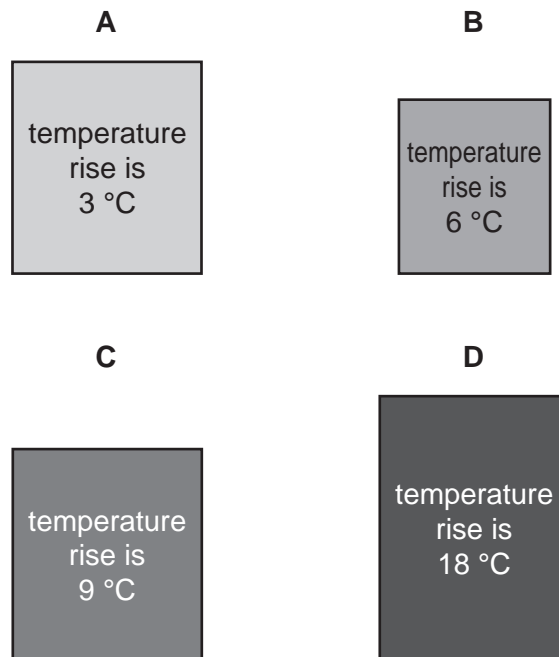 A
temperature
rise is
3 °C
B
temperature
rise is
6 °C
C
temperature
rise is
9 °C
D
temperature
rise is
18 °C